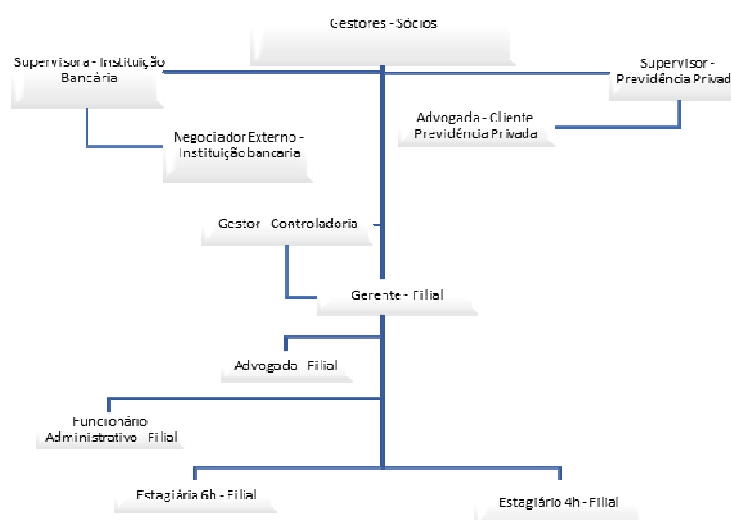 Gestores - Sócios
Supervisora - Instituição
Bancária
Supervisor -
Previdência Privad
Advogada - Cliente
Previdência Privada
Negociador Externo -
Instituição bancaria
Gestor - Controladoria
Gerente - Filial
Advogada - Filial
Funcionário
Administrativo - Filial
Estagiária 6h - Filial
Estagiário 4h - Filial